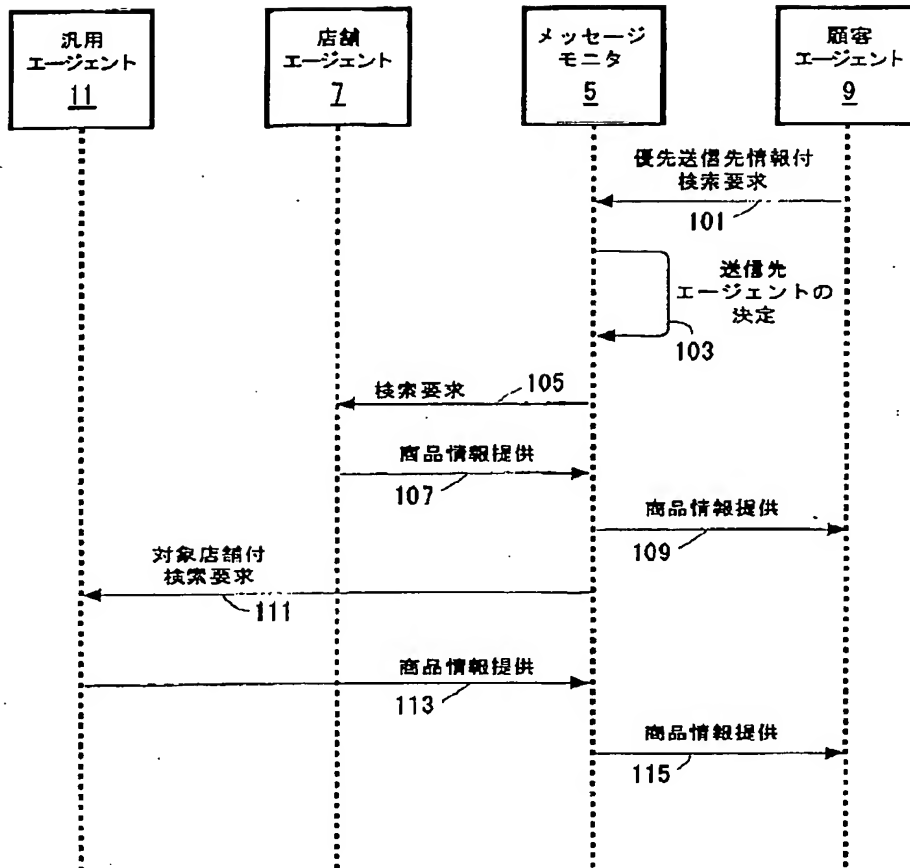 汎用
エージェント
11
店舗
エージェント
7
メッセージ
モニタ
5
顧客
エージェント
9
優先送信先情報付
検索要求
101
送信先
エージェントの
決定
103
検索要求
105
商品情報提供
107
商品情報提供
109
対象店舗付
検索要求
111
商品情報提供
113
商品情報提供
115